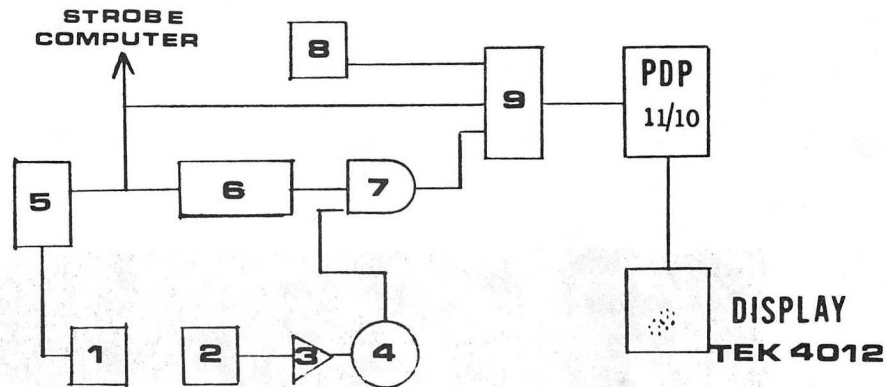 STROBE
COMPUTER
8
9
PDP
11/10
5
6
7
1
2
3
4
DISPLAY
TEK 4012